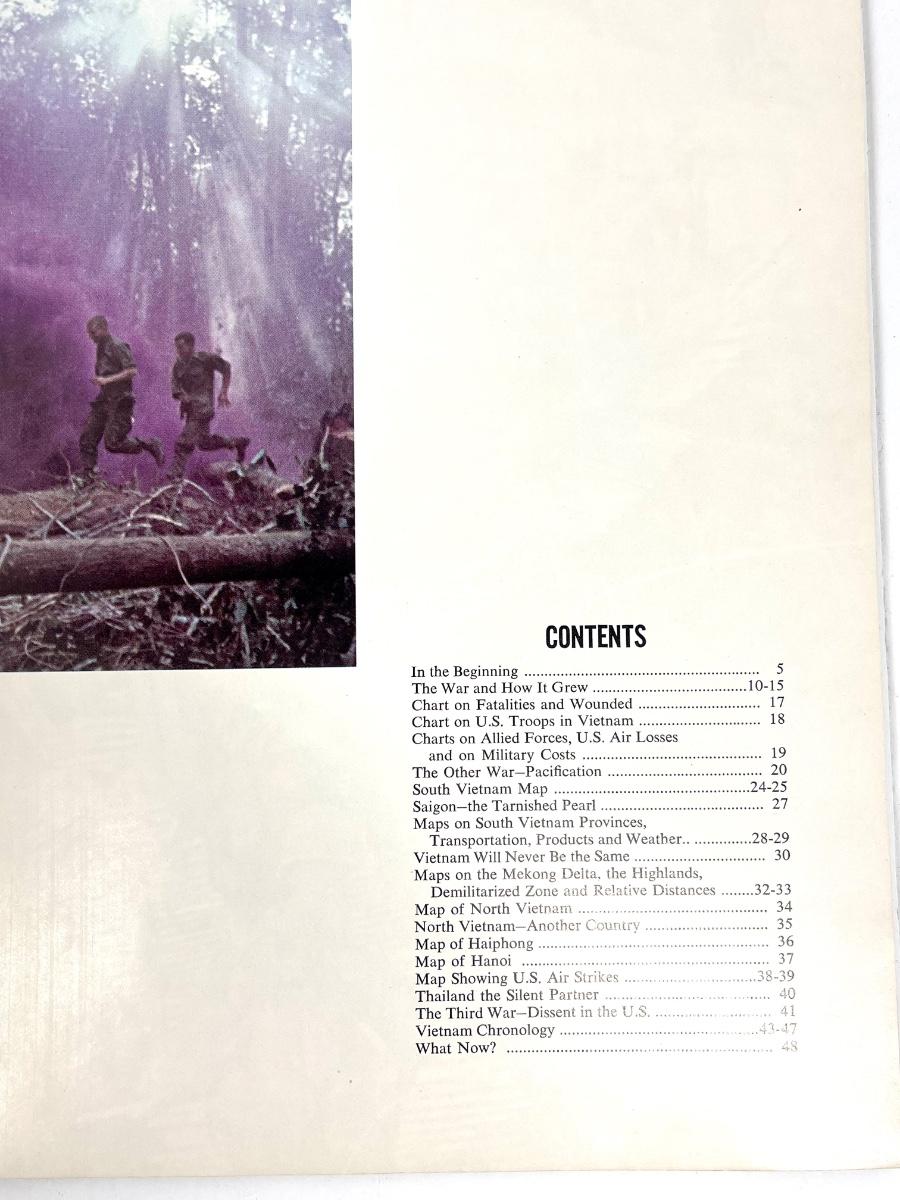 CONTENTS
In the Beginning ........................................................ 5
The War and How It Grew .....................................10-15
Chart on Fatalities and Wounded ............................. 17
Chart on U.S. Troops in Vietnam ............................. 18
Charts on Allied Forces, U.S. Air Losses
and on Military Costs ........................................... 19
The Other War—Pacification ..................................... 20
South Vietnam Map ................................................24-25
Saigon—the Tarnished Pearl ....................................... 27
Maps on South Vietnam Provinces,
Transportation, Products and Weather.. ..............28-29
Vietnam Will Never Be the Same ................................ 30
Maps on the Mekong Delta, the Highlands,
Demilitarized Zone and Relative Distances ........32-33
Map of North Vietnam .............................................. 34
North Vietnam—Another Country .............................. 35
Map of Haiphong ....................................................... 36
Map of Hanoi ............................................................ 37
Map Showing U.S. Air Strikes ................................38-39
Thailand the Silent Partner ........................................ 40
The Third War—Dissent in the U.S. ............................ 41
Vietnam Chronology ................................................43-47
What Now? ................................................................ 48